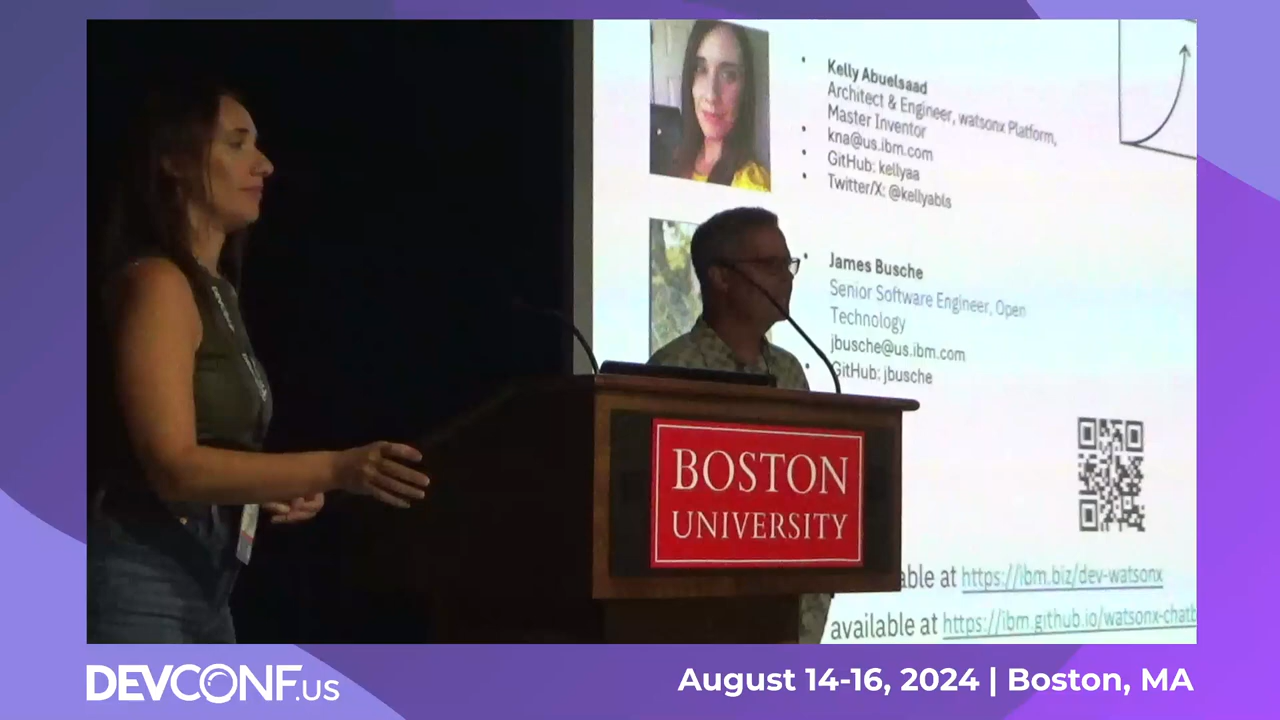 Kelly Abuelsaad
Architect & Engineer, watsonx Platform,
Master Inventor
kna@us.ibm.com
GitHub: kellyaa
Twitter/X: @kellyabls
James Busche
Senior Software Engineer, Open
Technology
jbusche@us.ibm.com
GitHub: jbusche
BOSTON
UNIVERSITY
able at https://ibm.biz/dev-watsonx
available at https://ibm.github.io/watsonx-chatb
DEVCONF.US
August 14-16, 2024 | Boston, MA